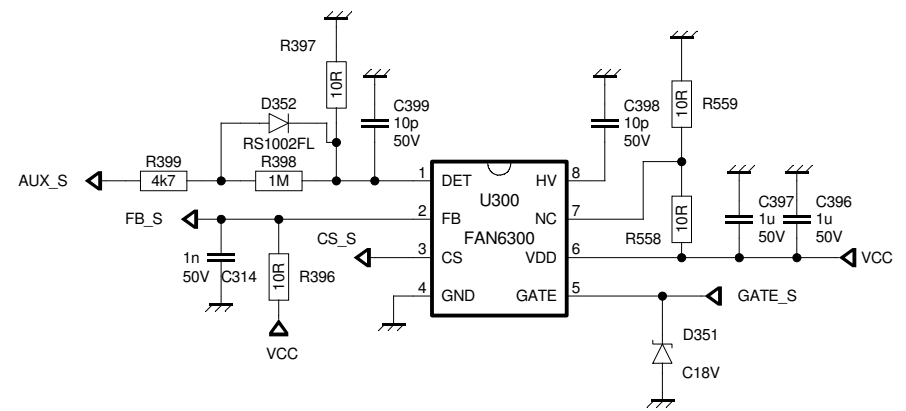 R397
10R
D352
RS1002FL
C399
10p
50V
C398
10p
50V
10R
R559
R399
4k7
R398
1M
AUX_S
1
DET
HV
8
U300
FB_S
2
FB
NC
7
FAN6300
10R
R558
C397
1u
50V
C396
1u
50V
1n
50V
C314
10R
R396
CS_S
3
CS
VDD
6
VCC
4
GND
GATE
5
GATE_S
VCC
D351
C18V